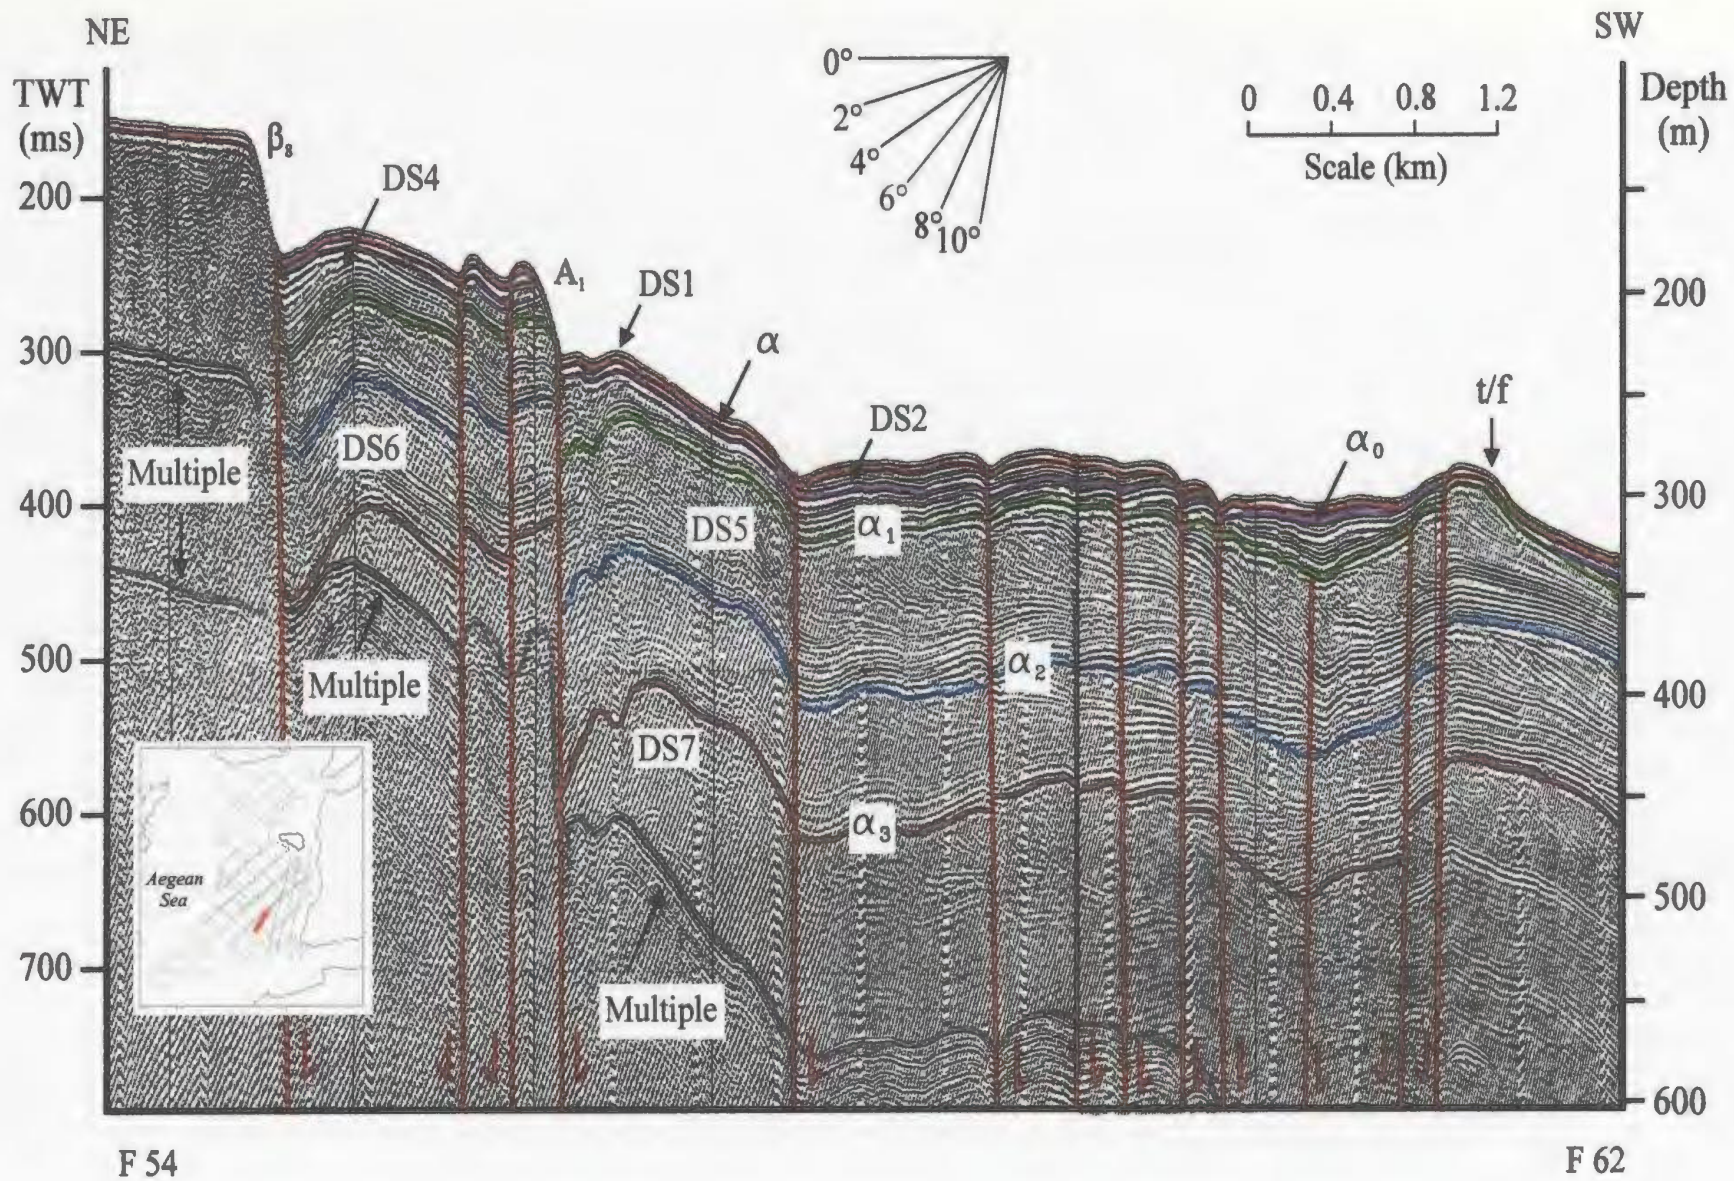 NE
SW
TWT
(ms)
200
300
400
500
600
700
Depth
(m)
200
300
400
500
600
0°
2°
4°
6°
8°
10°
0 0.4 0.8 1.2
Scale (km)
β₈
DS4
A₁
DS1
α
DS2
α₀
t/f
Multiple
DS6
DS5
α₁
Multiple
α₂
DS7
α₃
Multiple
Aegean
Sea
F 54
F 62